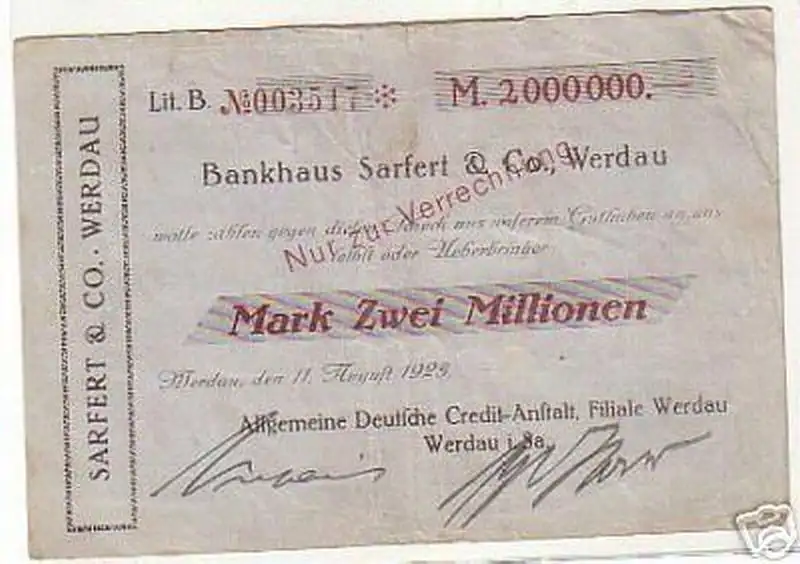 SARFERT & CO. · WERDAU
Lit. B. № 003517 * M. 2000000.—
Bankhaus Sarfert & Co., Werdau
Nur zur Verrechnung
wolle zahlen gegen diesen Scheck aus unserem Guthaben an uns
selbst oder Ueberbringer
Mark Zwei Millionen
Werdau, den 11. August 1923.
Allgemeine Deutsche Credit-Anstalt, Filiale Werdau
Werdau i. Sa.